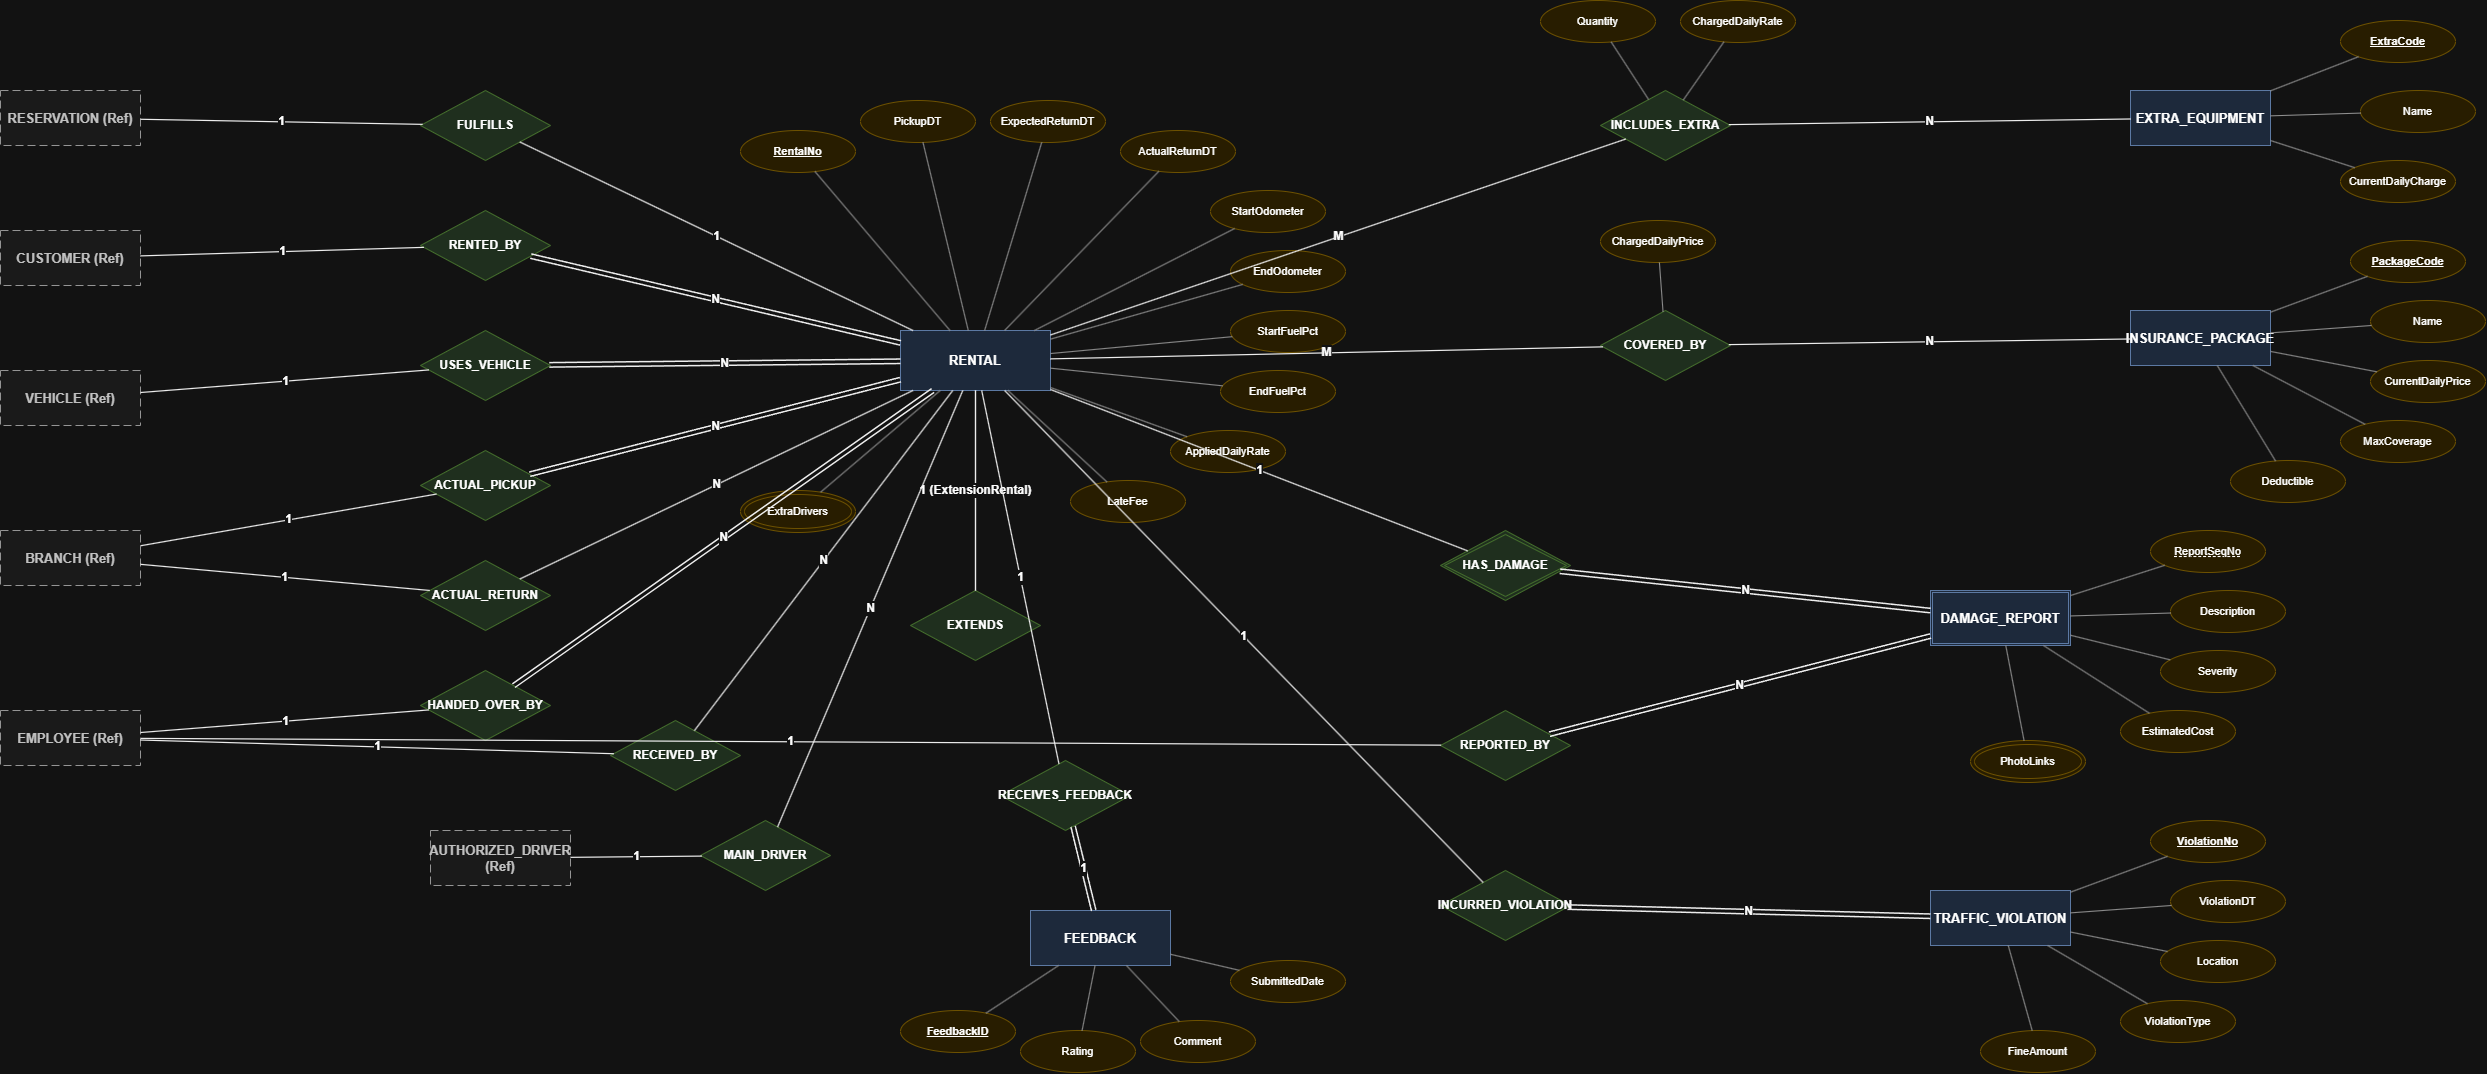 Quantity
ChargedDailyRate
ExtraCode
RESERVATION (Ref)
1
FULFILLS
PickupDT
ExpectedReturnDT
INCLUDES_EXTRA
N
EXTRA_EQUIPMENT
Name
RentalNo
ActualReturnDT
CurrentDailyCharge
StartOdometer
1
M
CUSTOMER (Ref)
1
RENTED_BY
ChargedDailyPrice
PackageCode
EndOdometer
N
StartFuelPct
Name
M
COVERED_BY
N
INSURANCE_PACKAGE
USES_VEHICLE
N
RENTAL
VEHICLE (Ref)
1
EndFuelPct
CurrentDailyPrice
N
AppliedDailyRate
MaxCoverage
1
ACTUAL_PICKUP
N
1 (ExtensionRental)
Deductible
1
ExtraDrivers
LateFee
N
BRANCH (Ref)
1
N
HAS_DAMAGE
ReportSeqNo
ACTUAL_RETURN
N
1
N
Description
EXTENDS
1
DAMAGE_REPORT
Severity
HANDED_OVER_BY
N
1
EMPLOYEE (Ref)
1
1
RECEIVED_BY
REPORTED_BY
EstimatedCost
PhotoLinks
RECEIVES_FEEDBACK
AUTHORIZED_DRIVER
(Ref)
1
MAIN_DRIVER
1
ViolationNo
INCURRED_VIOLATION
N
TRAFFIC_VIOLATION
ViolationDT
FEEDBACK
Location
SubmittedDate
FeedbackID
Rating
Comment
ViolationType
FineAmount